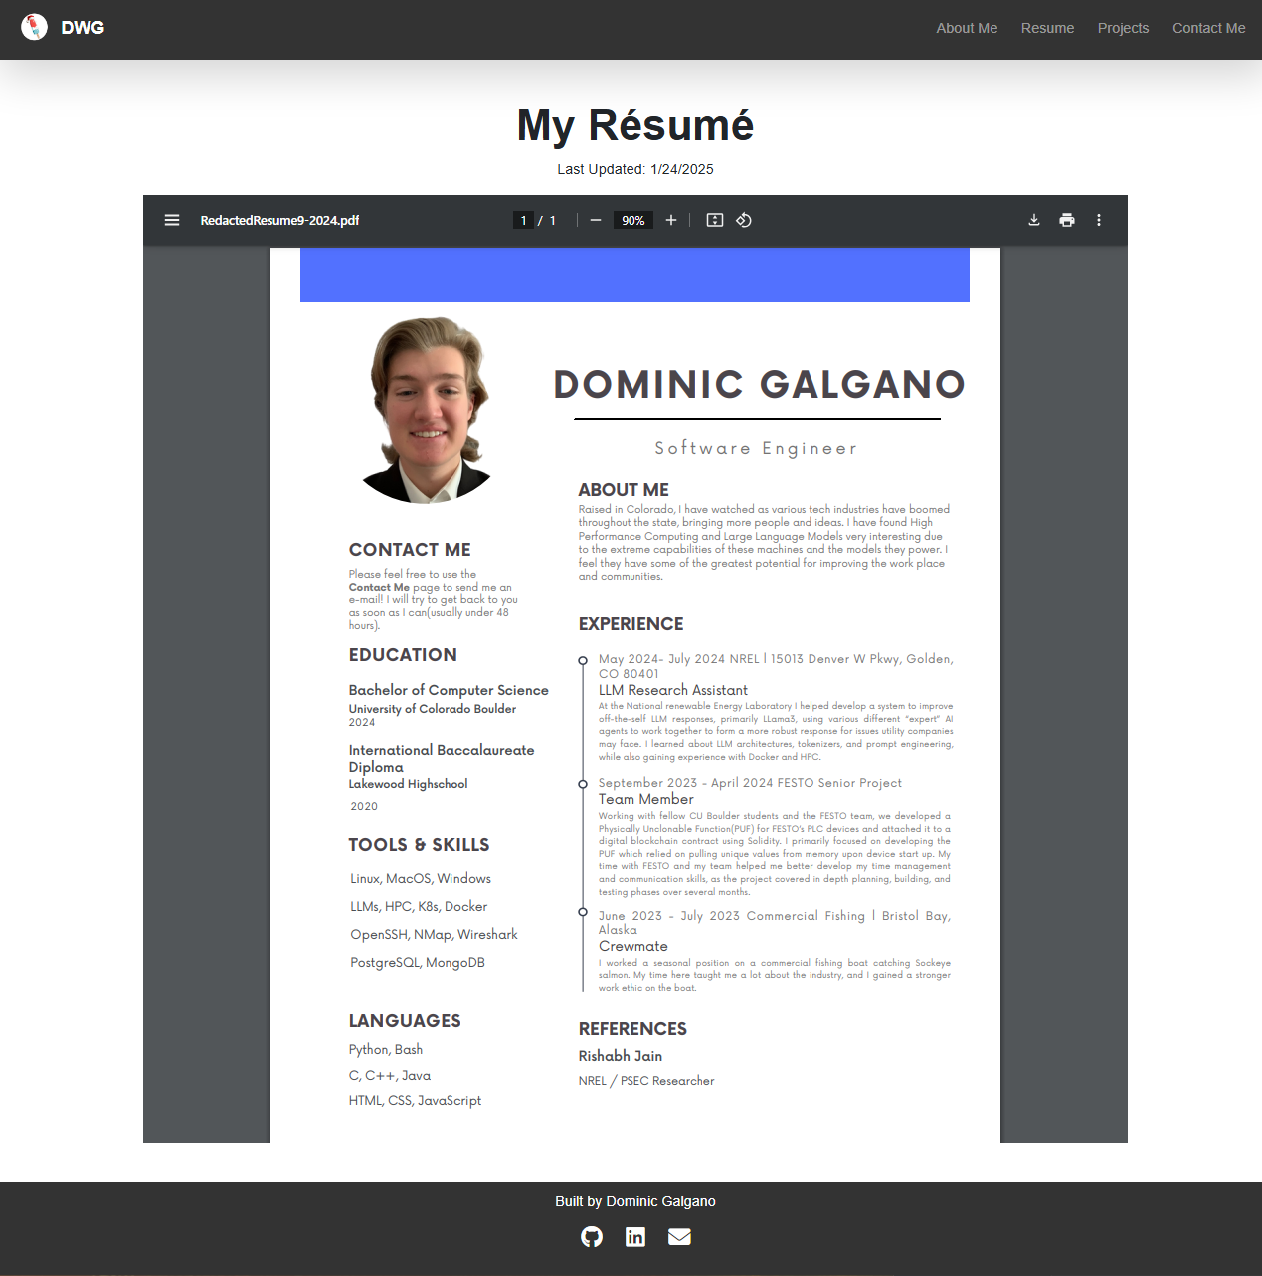 DWG
About Me Resume Projects Contact Me
My Résumé
Last Updated: 1/24/2025
RedactedResume9-2024.pdf 1 / 1 90%
DOMINIC GALGANO
Software Engineer
CONTACT ME
Please feel free to use the
Contact Me page to send me an
e-mail! I will try to get back to you
as soon as I can(usually under 48
hours).
EDUCATION
Bachelor of Computer Science
University of Colorado Boulder
2024
International Baccalaureate
Diploma
Lakewood Highschool
2020
TOOLS & SKILLS
Linux, MacOS, Windows
LLMs, HPC, K8s, Docker
OpenSSH, NMap, Wireshark
PostgreSQL, MongoDB
LANGUAGES
Python, Bash
C, C++, Java
HTML, CSS, JavaScript
ABOUT ME
Raised in Colorado, I have watched as various tech industries have boomed
throughout the state, bringing more people and ideas. I have found High
Performance Computing and Large Language Models very interesting due
to the extreme capabilities of these machines and the models they power. I
feel they have some of the greatest potential for improving the work place
and communities.
EXPERIENCE
May 2024- July 2024 NREL | 15013 Denver W Pkwy, Golden,
CO 80401
LLM Research Assistant
At the National renewable Energy Laboratory I helped develop a system to improve
off-the-self LLM responses, primarily LLama3, using various different "expert" AI
agents to work together to form a more robust response for issues utility companies
may face. I learned about LLM architectures, tokenizers, and prompt engineering,
while also gaining experience with Docker and HPC.
September 2023 - April 2024 FESTO Senior Project
Team Member
Working with fellow CU Boulder students and the FESTO team, we developed a
Physically Unclonable Function(PUF) for FESTO's PLC devices and attached it to a
digital blockchain contract using Solidity. I primarily focused on developing the
PUF which relied on pulling unique values from memory upon device start up. My
time with FESTO and my team helped me better develop my time management
and communication skills, as the project covered in depth planning, building, and
testing phases over several months.
June 2023 - July 2023 Commercial Fishing | Bristol Bay,
Alaska
Crewmate
I worked a seasonal position on a commercial fishing boat catching Sockeye
salmon. My time here taught me a lot about the industry, and I gained a stronger
work ethic on the boat.
REFERENCES
Rishabh Jain
NREL / PSEC Researcher
Built by Dominic Galgano